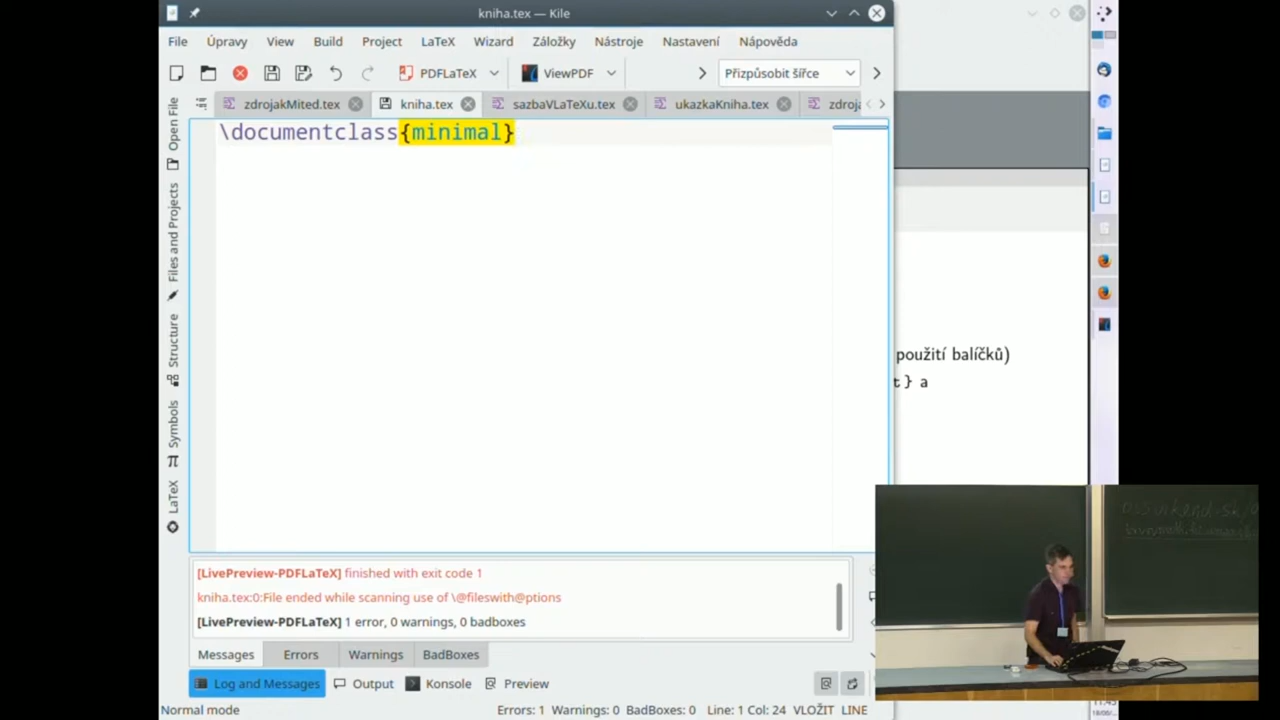 kniha.tex — Kile
File Úpravy View Build Project LaTeX Wizard Záložky Nástroje Nastavení Nápověda
PDFLaTeX ViewPDF Přizpůsobit šířce
zdrojakMited.tex kniha.tex sazbaVLaTeXu.tex ukazkaKniha.tex zdroja
\documentclass{minimal}
Open File
Files and Projects
Structure
Symbols
LaTeX
použití balíčků)
t} a
[LivePreview-PDFLaTeX] finished with exit code 1
kniha.tex:0:File ended while scanning use of \@fileswith@ptions
[LivePreview-PDFLaTeX] 1 error, 0 warnings, 0 badboxes
Messages Errors Warnings BadBoxes
Log and Messages Output Konsole Preview
Normal mode Errors: 1 Warnings: 0 BadBoxes: 0 Line: 1 Col: 24 VLOŽIT LINE